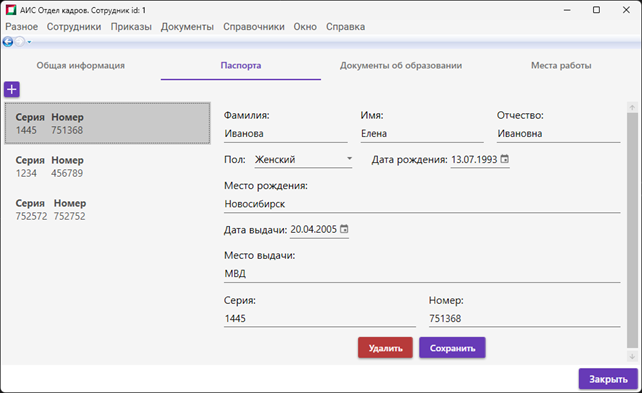 АИС Отдел кадров. Сотрудник id: 1
Разное Сотрудники Приказы Документы Справочники Окно Справка
Общая информация Паспорта Документы об образовании Места работы
+
Серия Номер
1445 751368
Серия Номер
1234 456789
Серия Номер
752572 752752
Фамилия: Имя: Отчество:
Иванова Елена Ивановна
Пол: Женский Дата рождения: 13.07.1993
Место рождения:
Новосибирск
Дата выдачи: 20.04.2005
Место выдачи:
МВД
Серия: Номер:
1445 751368
Удалить Сохранить
Закрыть